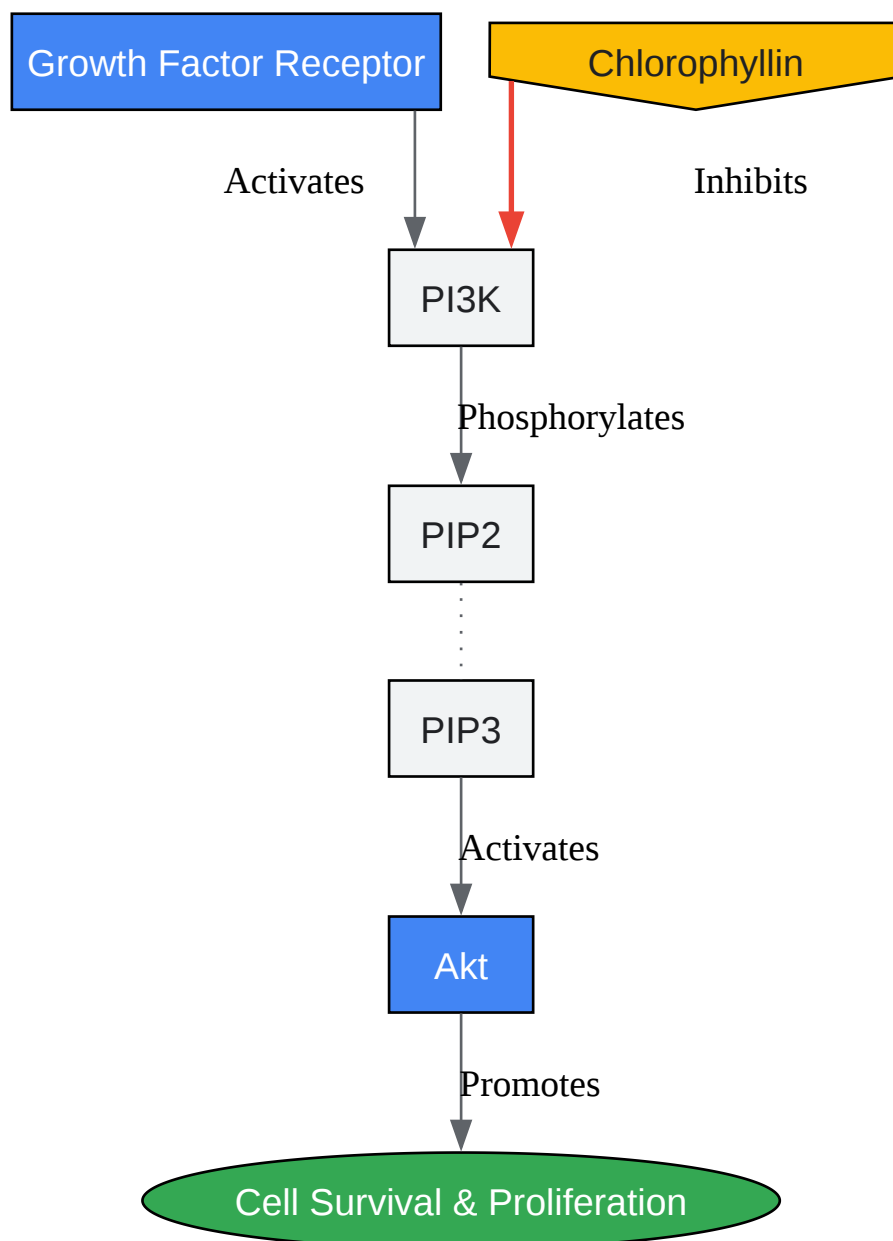 Growth Factor Receptor
Chlorophyllin
Activates
Inhibits
PI3K
Phosphorylates
PIP2
PIP3
Activates
Akt
Promotes
Cell Survival & Proliferation